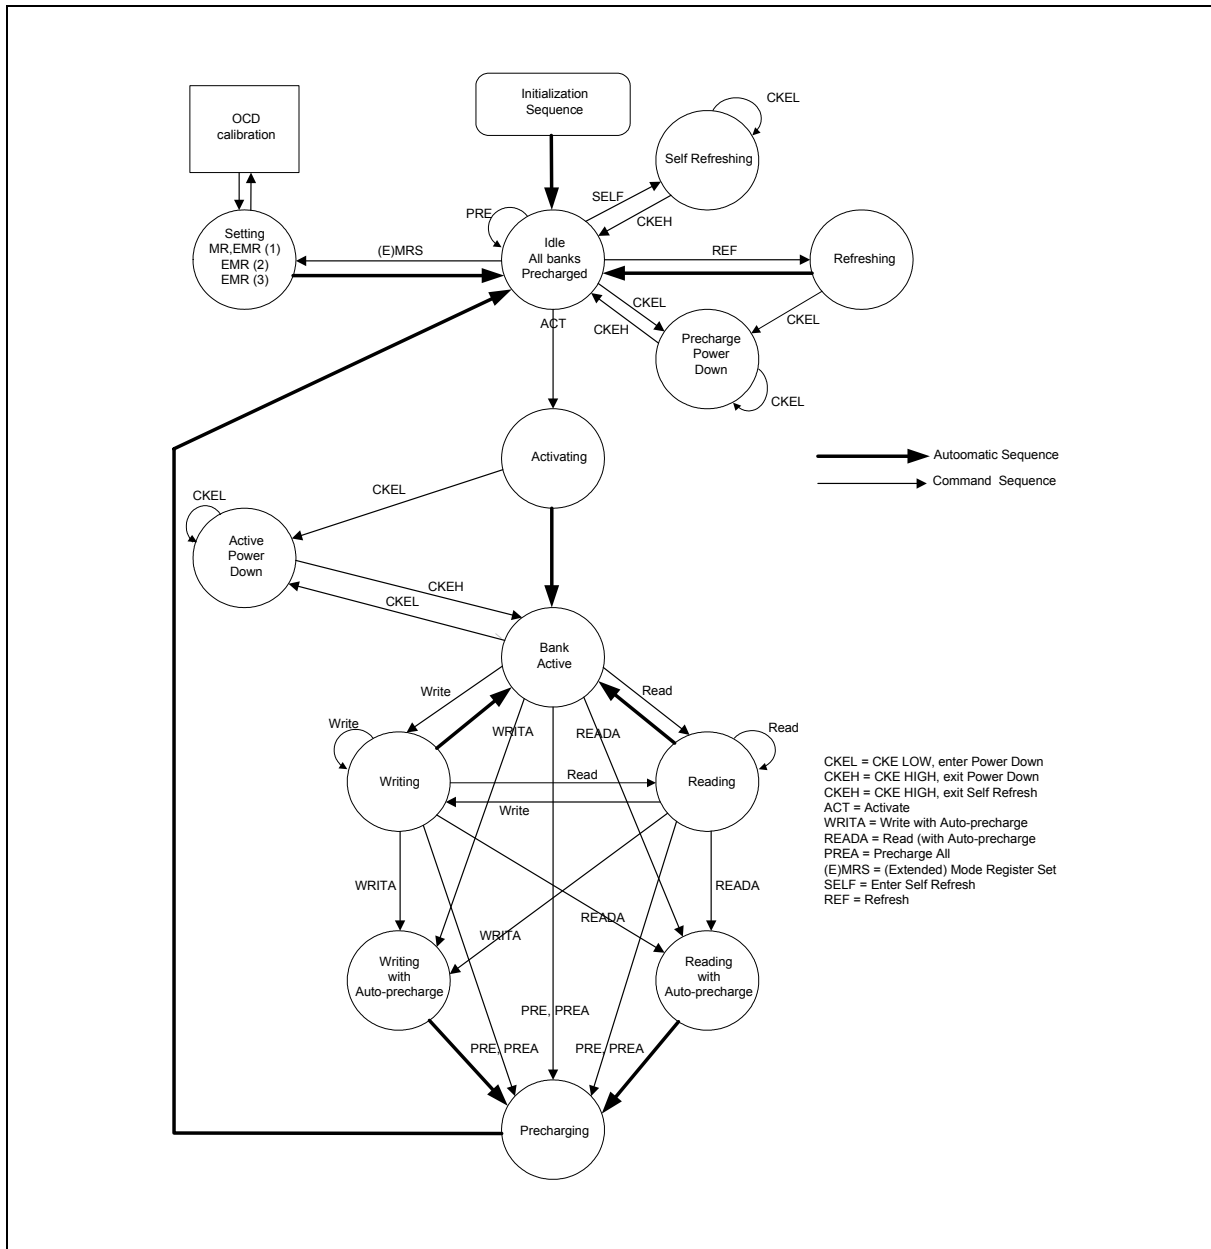 Initialization
Sequence
OCD
calibration
CKEL
Self Refreshing
SELF
CKEH
PRE
Setting
MR,EMR (1)
EMR (2)
EMR (3)
(E)MRS
Idle
All banks
Precharged
REF
Refreshing
CKEL
CKEH
CKEL
ACT
Precharge
Power
Down
CKEL
Activating
Autoomatic Sequence
Command Sequence
CKEL
CKEL
Active
Power
Down
CKEH
CKEL
Bank
Active
Write
Read
Write
WRITA
READA
Read
Writing
Read
Reading
Write
CKEL = CKE LOW, enter Power Down
CKEH = CKE HIGH, exit Power Down
CKEH = CKE HIGH, exit Self Refresh
ACT = Activate
WRITA = Write with Auto-precharge
READA = Read (with Auto-precharge
PREA = Precharge All
(E)MRS = (Extended) Mode Register Set
SELF = Enter Self Refresh
REF = Refresh
WRITA
READA
READA
WRITA
Writing
with
Auto-precharge
Reading
with
Auto-precharge
PRE, PREA
PRE, PREA
PRE, PREA
Precharging